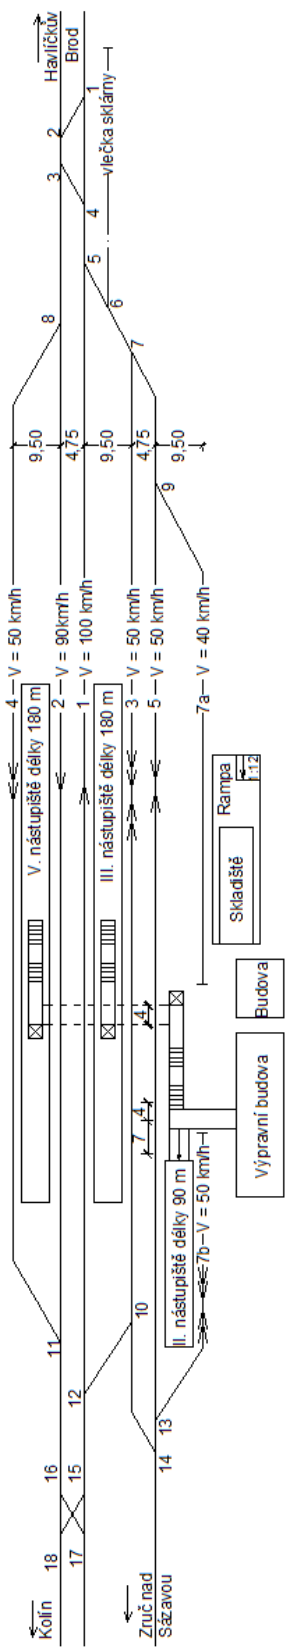 Havlíčkův
Brod
1
2
3
4
5
6
7
8
9
vlečka sklárny
9,50
4,75
9,50
4,75
9,50
4 V = 50 km/h
2 V = 90km/h
1 V = 100 km/h
3 V = 50 km/h
5 V = 50 km/h
7a V = 40 km/h
V. nástupiště délky 180 m
III. nástupiště délky 180 m
Rampa
1:12
Skladiště
Budova
Výpravní budova
4
4
7
II. nástupiště délky 90 m
7b V = 50 km/h
10
11
12
13
14
15
16
17
18
Kolín
Zruč nad
Sázavou